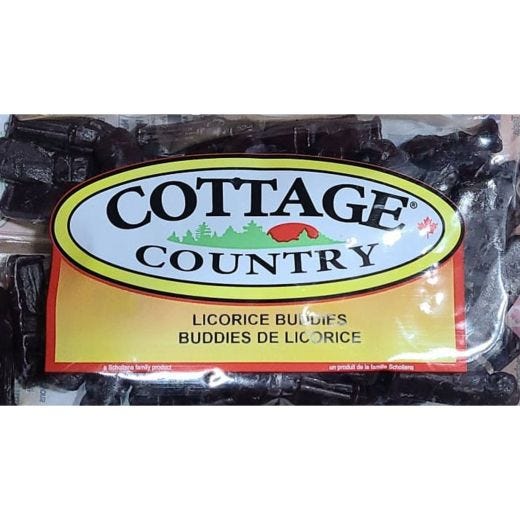 COTTAGE®
COUNTRY
LICORICE BUDDIES
BUDDIES DE LICORICE
a Scholtens family product
un produit de la famille Scholtens